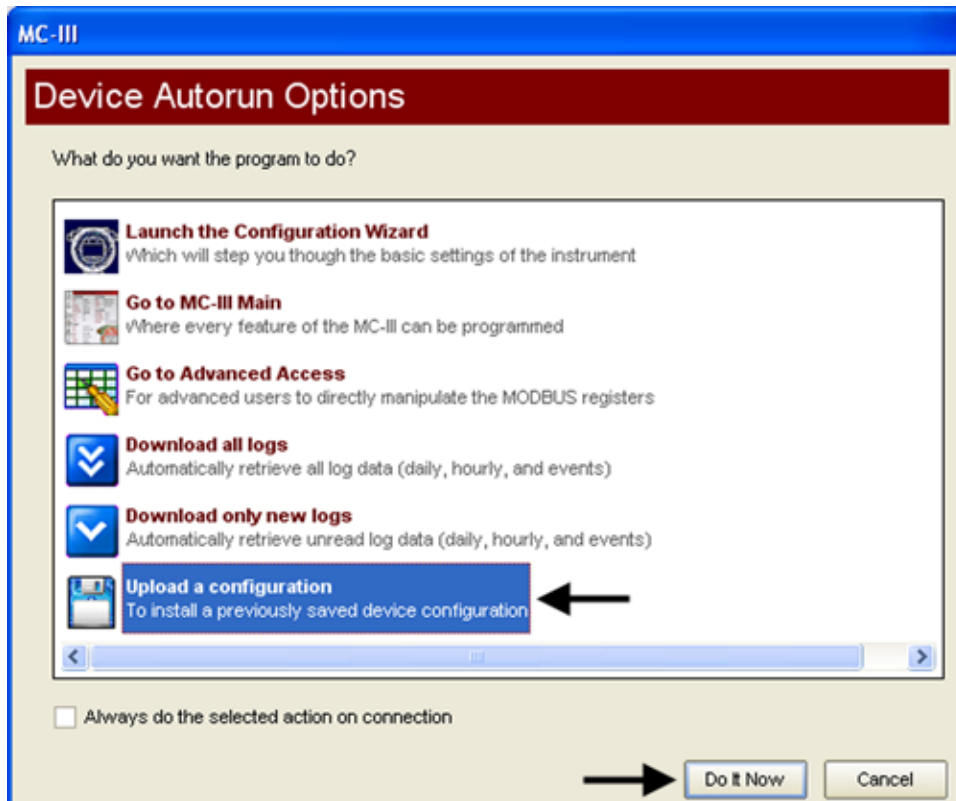 MC-III
Device Autorun Options
What do you want the program to do?
Launch the Configuration Wizard
Which will step you though the basic settings of the instrument
Go to MC-III Main
Where every feature of the MC-III can be programmed
Go to Advanced Access
For advanced users to directly manipulate the MODBUS registers
Download all logs
Automatically retrieve all log data (daily, hourly, and events)
Download only new logs
Automatically retrieve unread log data (daily, hourly, and events)
Upload a configuration
To install a previously saved device configuration
Always do the selected action on connection
Do It Now
Cancel